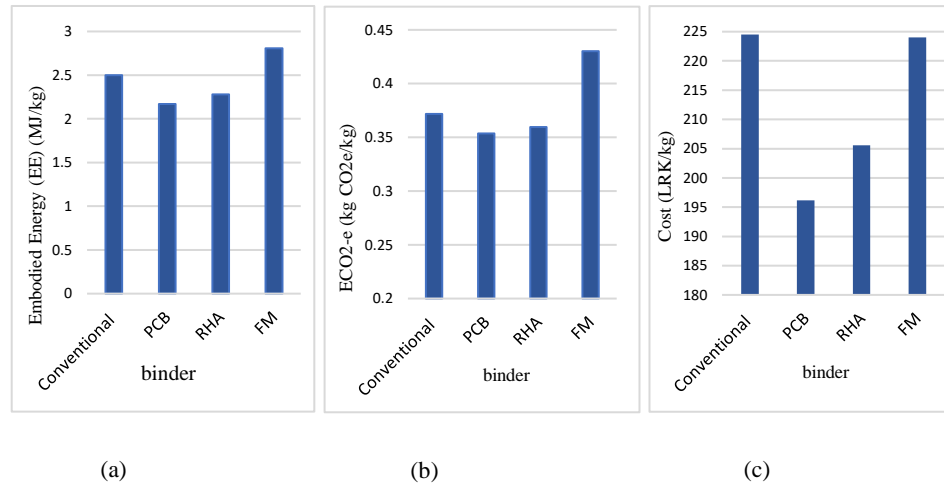 Embodied Energy (EE) (MJ/kg)
3
2.5
2
1.5
1
0.5
0
Conventional
PCB
RHA
FM
binder
ECO2-e (kg CO2e/kg)
0.45
0.4
0.35
0.3
0.25
0.2
Conventional
PCB
RHA
FM
binder
Cost (LRK/kg)
225
220
215
210
205
200
195
190
185
180
Conventional
PCB
RHA
FM
binder
(a)
(b)
(c)